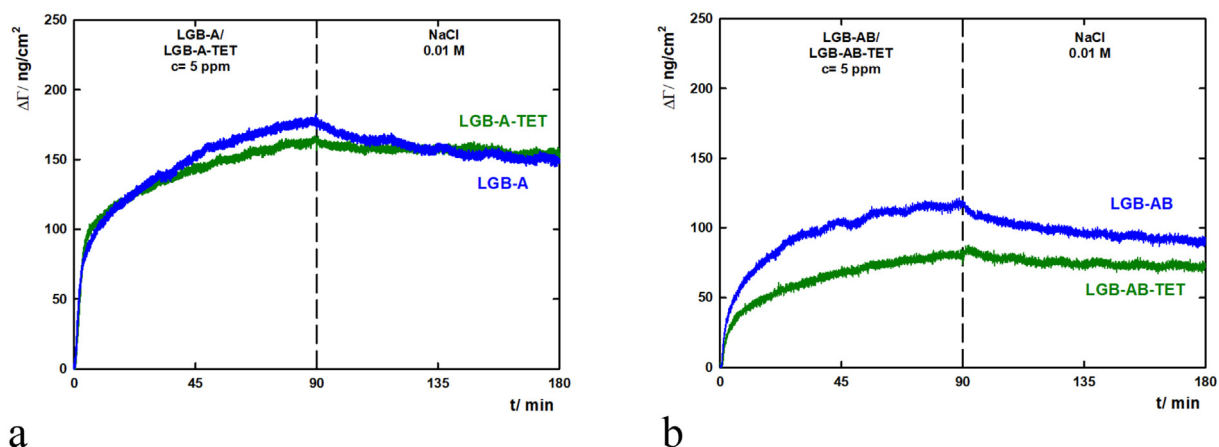 250
200
150
100
50
0
ΔΓ/ ng/cm²
LGB-A/
LGB-A-TET
c= 5 ppm
NaCl
0.01 M
LGB-A-TET
LGB-A
0
45
90
135
180
t/ min
a
250
200
150
100
50
0
ΔΓ/ ng/cm²
LGB-AB/
LGB-AB-TET
c= 5 ppm
NaCl
0.01 M
LGB-AB
LGB-AB-TET
0
45
90
135
180
t/ min
b